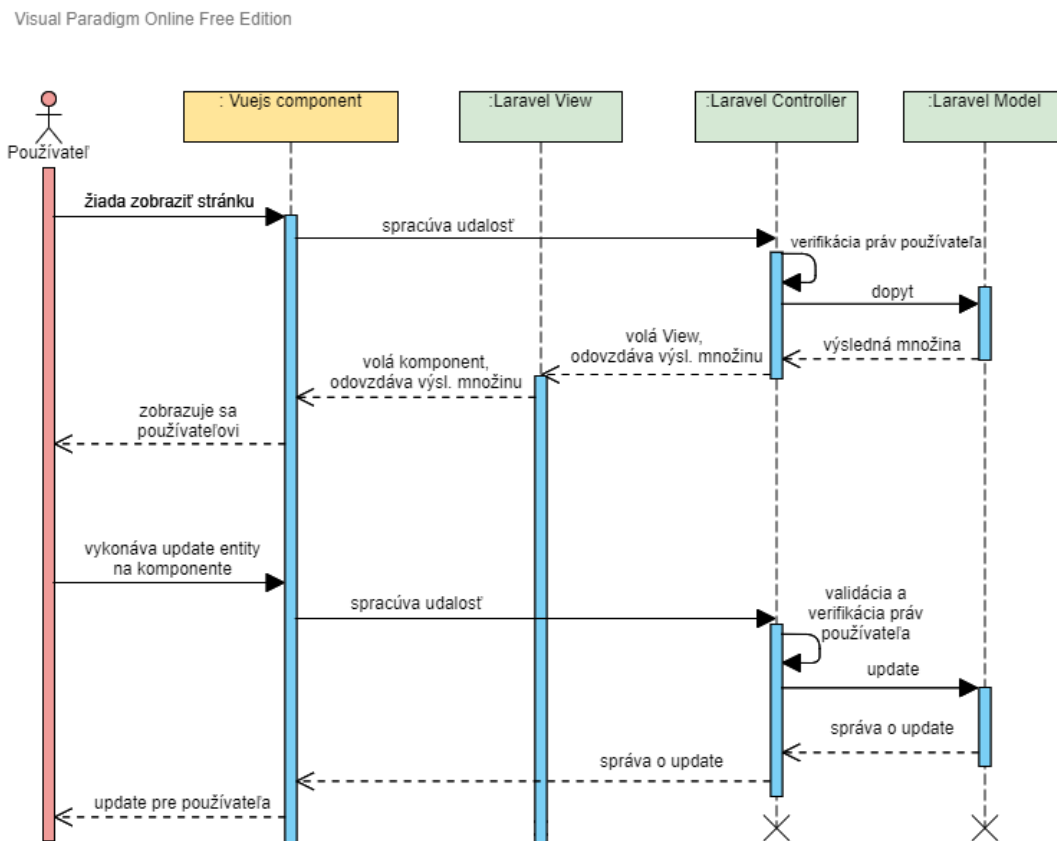 Visual Paradigm Online Free Edition
Používateľ
: Vuejs component
:Laravel View
:Laravel Controller
:Laravel Model
žiada zobraziť stránku
spracúva udalosť
verifikácia práv používateľa
dopyt
výsledná množina
volá View,
odovzdáva výsl. množinu
volá komponent,
odovzdáva výsl. množinu
zobrazuje sa
používateľovi
vykonáva update entity
na komponente
spracúva udalosť
validácia a
verifikácia práv
používateľa
update
správa o update
správa o update
update pre používateľa